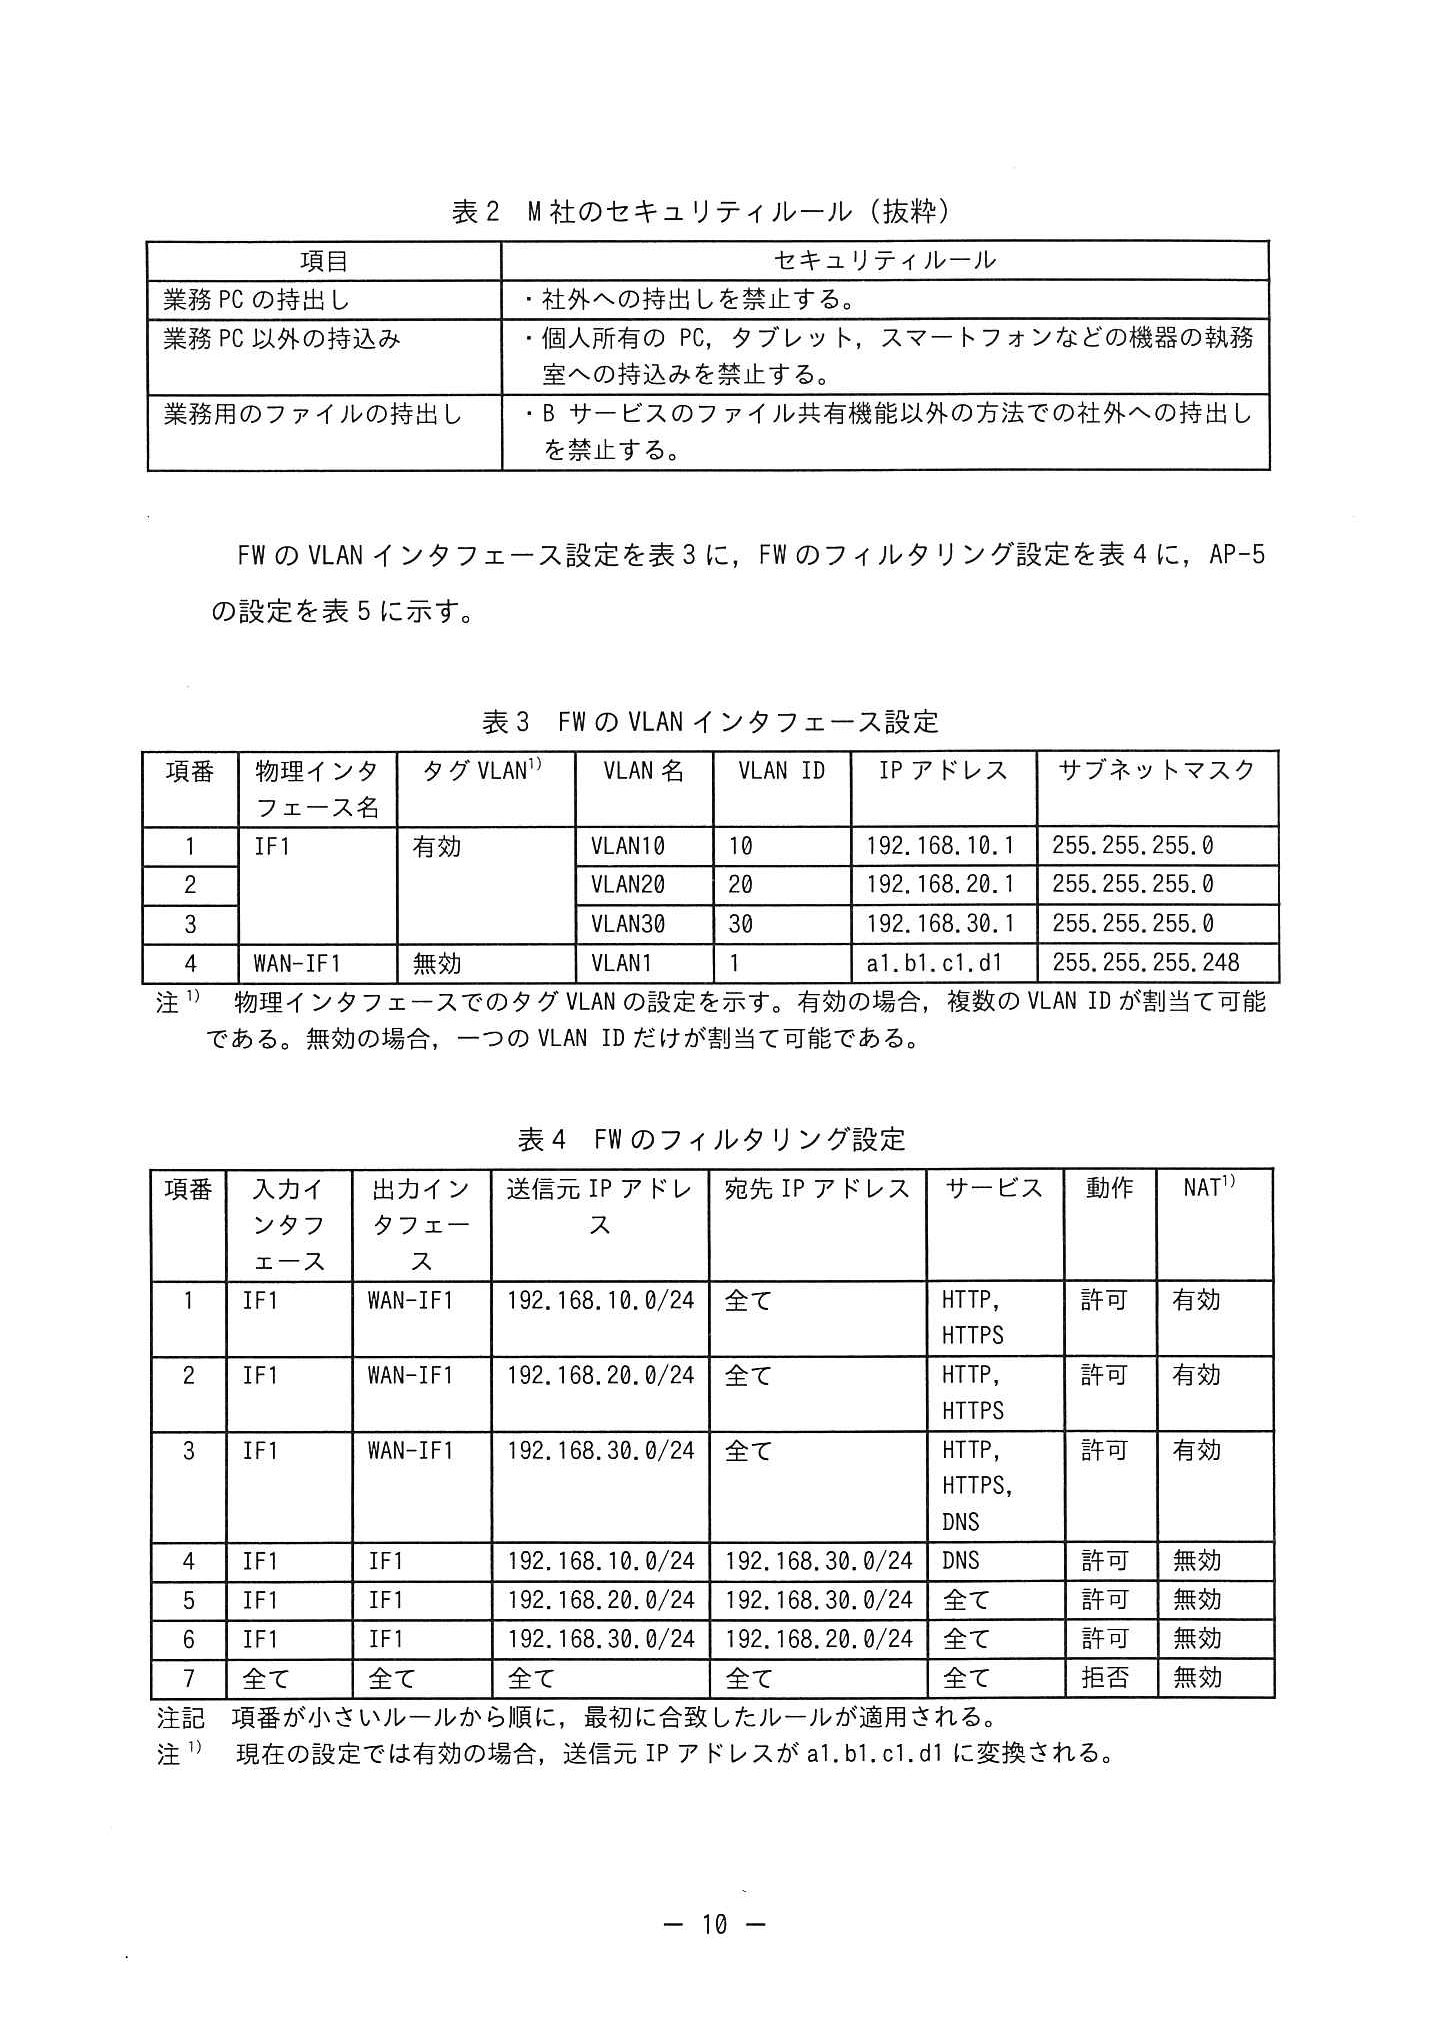 表2 M社のセキュリティルール（抜粋）
項目 セキュリティルール
業務PCの持出し ・社外への持出しを禁止する。
業務PC以外の持込み ・個人所有の PC，タブレット，スマートフォンなどの機器の執務
室への持込みを禁止する。
業務用のファイルの持出し ・B サービスのファイル共有機能以外の方法での社外への持出し
を禁止する。
FWのVLANインタフェース設定を表3に，FWのフィルタリング設定を表4に，AP-5
の設定を表5に示す。
表3 FWのVLANインタフェース設定
項番 物理インタ タグVLAN1) VLAN名 VLAN ID IPアドレス サブネットマスク
フェース名
1 IF1 有効 VLAN10 10 192.168.10.1 255.255.255.0
2 VLAN20 20 192.168.20.1 255.255.255.0
3 VLAN30 30 192.168.30.1 255.255.255.0
4 WAN-IF1 無効 VLAN1 1 a1.b1.c1.d1 255.255.255.248
注1) 物理インタフェースでのタグVLANの設定を示す。有効の場合，複数のVLAN IDが割当て可能
である。無効の場合，一つのVLAN IDだけが割当て可能である。
表4 FWのフィルタリング設定
項番 入力イ 出力イン 送信元IPアドレ 宛先IPアドレス サービス 動作 NAT1)
ンタフ タフェー ス
ェース ス
1 IF1 WAN-IF1 192.168.10.0/24 全て HTTP, 許可 有効
HTTPS
2 IF1 WAN-IF1 192.168.20.0/24 全て HTTP, 許可 有効
HTTPS
3 IF1 WAN-IF1 192.168.30.0/24 全て HTTP, 許可 有効
HTTPS,
DNS
4 IF1 IF1 192.168.10.0/24 192.168.30.0/24 DNS 許可 無効
5 IF1 IF1 192.168.20.0/24 192.168.30.0/24 全て 許可 無効
6 IF1 IF1 192.168.30.0/24 192.168.20.0/24 全て 許可 無効
7 全て 全て 全て 全て 全て 拒否 無効
注記 項番が小さいルールから順に，最初に合致したルールが適用される。
注1) 現在の設定では有効の場合，送信元IPアドレスがa1.b1.c1.d1に変換される。
－ 10 －